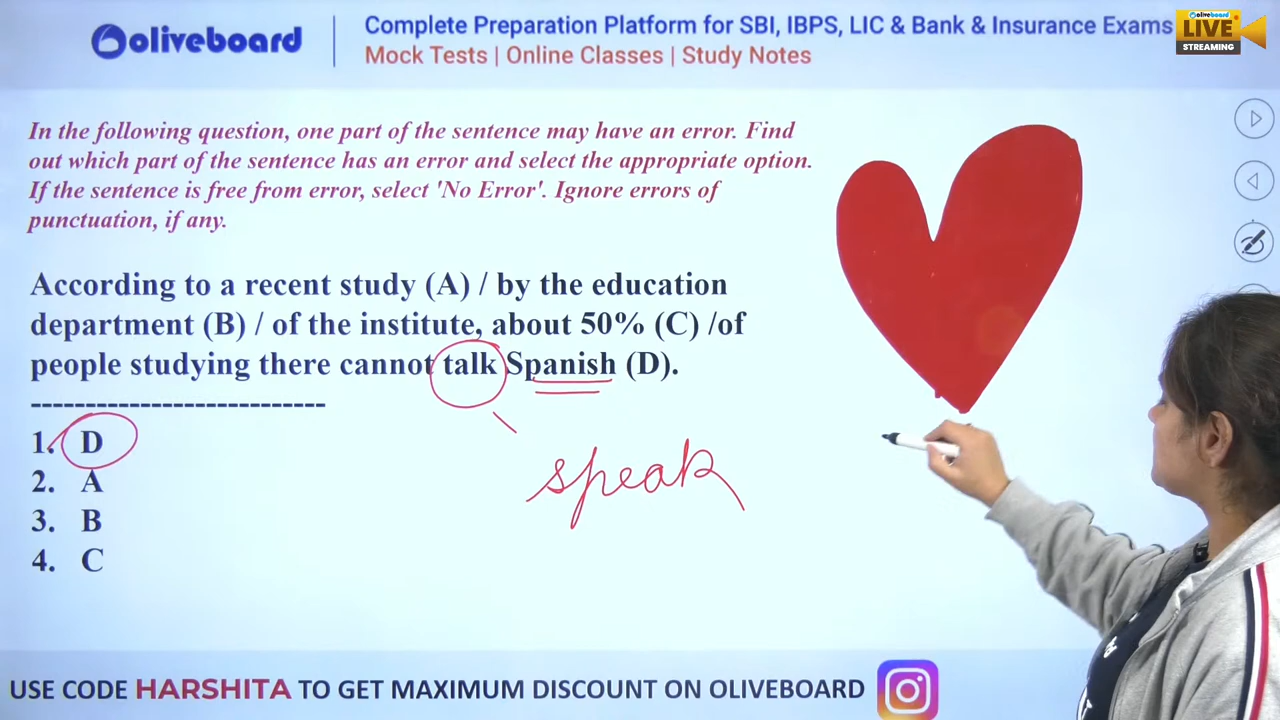 oliveboard
Complete Preparation Platform for SBI, IBPS, LIC & Bank & Insurance Exams
Mock Tests | Online Classes | Study Notes
oliveboard
LIVE
STREAMING
In the following question, one part of the sentence may have an error. Find
out which part of the sentence has an error and select the appropriate option.
If the sentence is free from error, select 'No Error'. Ignore errors of
punctuation, if any.
According to a recent study (A) / by the education
department (B) / of the institute, about 50% (C) /of
people studying there cannot talk Spanish (D).
--------------------------
1. D
2. A
3. B
4. C
speak
USE CODE HARSHITA TO GET MAXIMUM DISCOUNT ON OLIVEBOARD